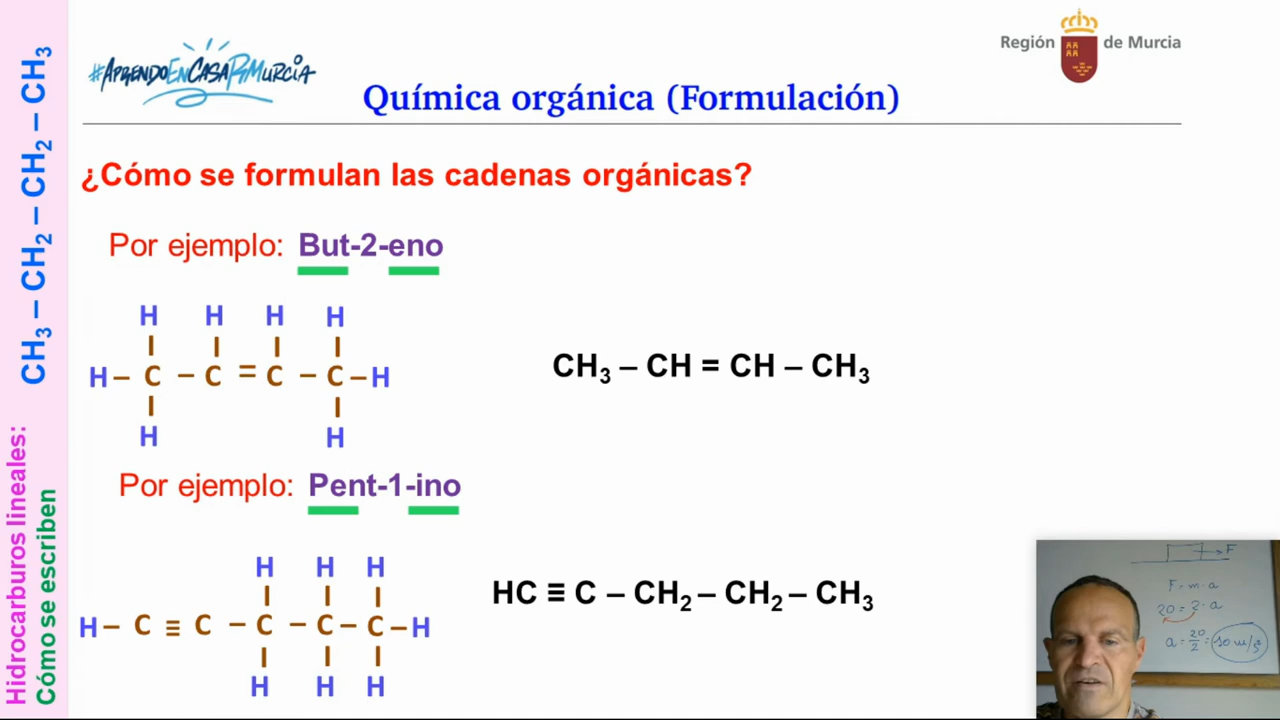 #AprendoEnCasaRMurcia
Región de Murcia
Química orgánica (Formulación)
¿Cómo se formulan las cadenas orgánicas?
Por ejemplo: But-2-eno
H H H H
H – C – C = C – C – H
H H
CH₃ – CH = CH – CH₃
Por ejemplo: Pent-1-ino
H H H
H – C ≡ C – C – C – C – H
H H H
HC ≡ C – CH₂ – CH₂ – CH₃
Hidrocarburos lineales:
Cómo se escriben
CH₃ – CH₂ – CH₂ – CH₃
F
F = m · a
20 = 2 · a
a = 20/2 =